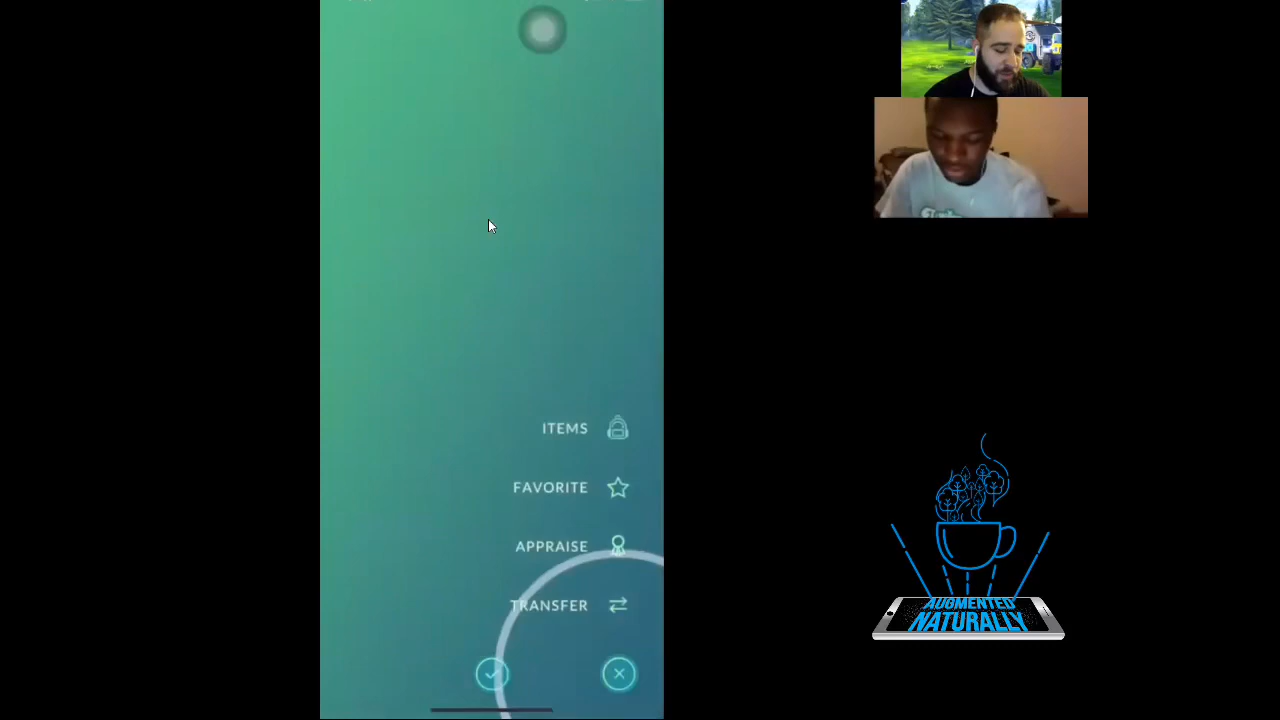 ITEMS
FAVORITE
APPRAISE
TRANSFER
AUGMENTED
NATURALLY